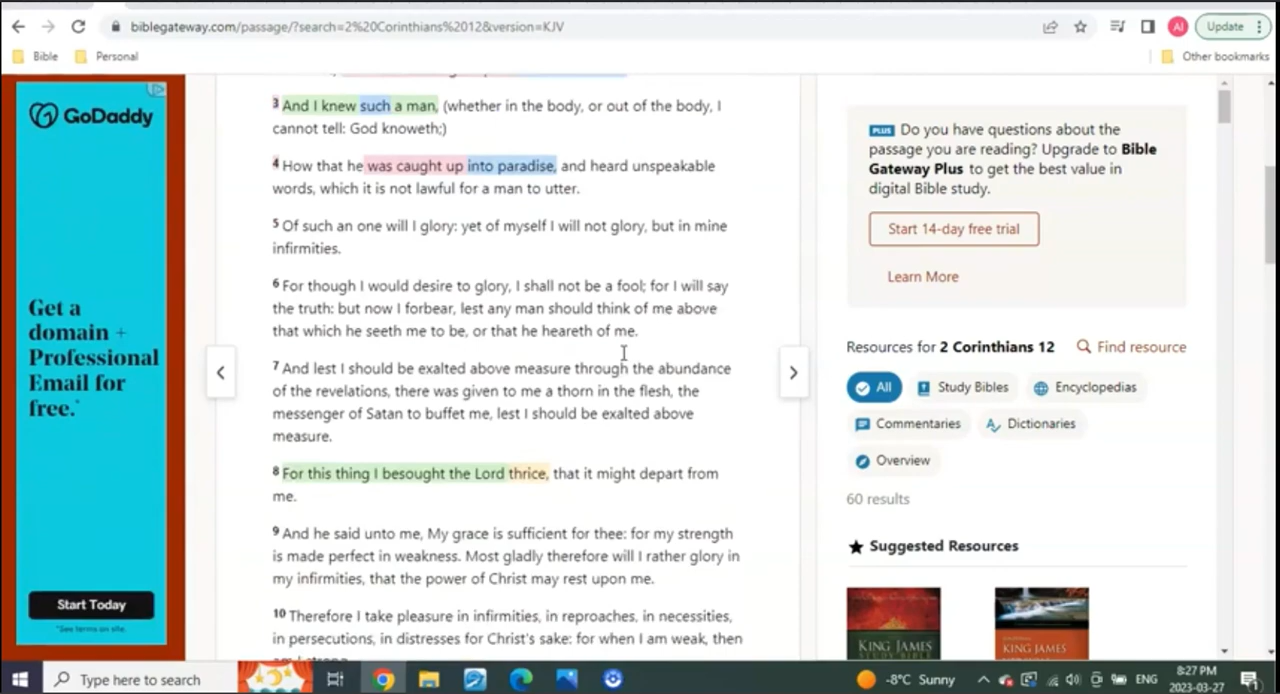 biblegateway.com/passage/?search=2%20Corinthians%2012&version=KJV
AI
Update
Bible
Personal
Other bookmarks
GoDaddy
Get a
domain +
Professional
Email for
free.*
Start Today
*See terms on site.
3 And I knew such a man, (whether in the body, or out of the body, I
cannot tell: God knoweth;)
4 How that he was caught up into paradise, and heard unspeakable
words, which it is not lawful for a man to utter.
5 Of such an one will I glory: yet of myself I will not glory, but in mine
infirmities.
6 For though I would desire to glory, I shall not be a fool; for I will say
the truth: but now I forbear, lest any man should think of me above
that which he seeth me to be, or that he heareth of me.
7 And lest I should be exalted above measure through the abundance
of the revelations, there was given to me a thorn in the flesh, the
messenger of Satan to buffet me, lest I should be exalted above
measure.
8 For this thing I besought the Lord thrice, that it might depart from
me.
9 And he said unto me, My grace is sufficient for thee: for my strength
is made perfect in weakness. Most gladly therefore will I rather glory in
my infirmities, that the power of Christ may rest upon me.
10 Therefore I take pleasure in infirmities, in reproaches, in necessities,
in persecutions, in distresses for Christ's sake: for when I am weak, then
PLUS Do you have questions about the
passage you are reading? Upgrade to Bible
Gateway Plus to get the best value in
digital Bible study.
Start 14-day free trial
Learn More
Resources for 2 Corinthians 12
Find resource
All
Study Bibles
Encyclopedias
Commentaries
Dictionaries
Overview
60 results
Suggested Resources
KING JAMES
KING JAMES
Type here to search
-8°C Sunny
ENG
8:27 PM
2023-03-27